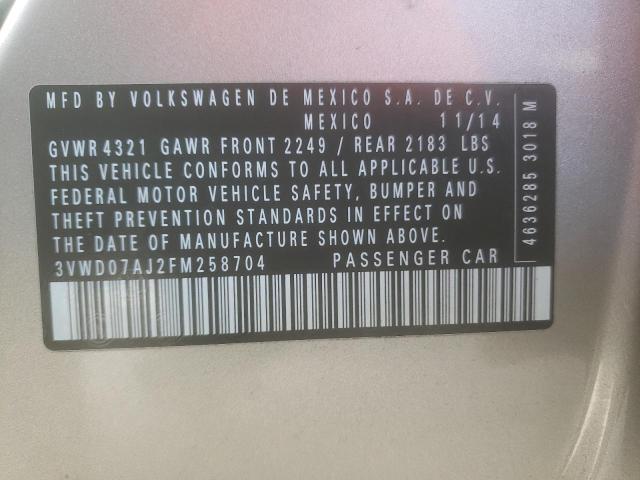 MFD BY VOLKSWAGEN DE MEXICO S.A. DE C.V.
MEXICO 11/14
GVWR 4321 GAWR FRONT 2249 / REAR 2183 LBS
THIS VEHICLE CONFORMS TO ALL APPLICABLE U.S.
FEDERAL MOTOR VEHICLE SAFETY, BUMPER AND
THEFT PREVENTION STANDARDS IN EFFECT ON
THE DATE OF MANUFACTURE SHOWN ABOVE.
3VWD07AJ2FM258704 PASSENGER CAR
4636285 3018 M